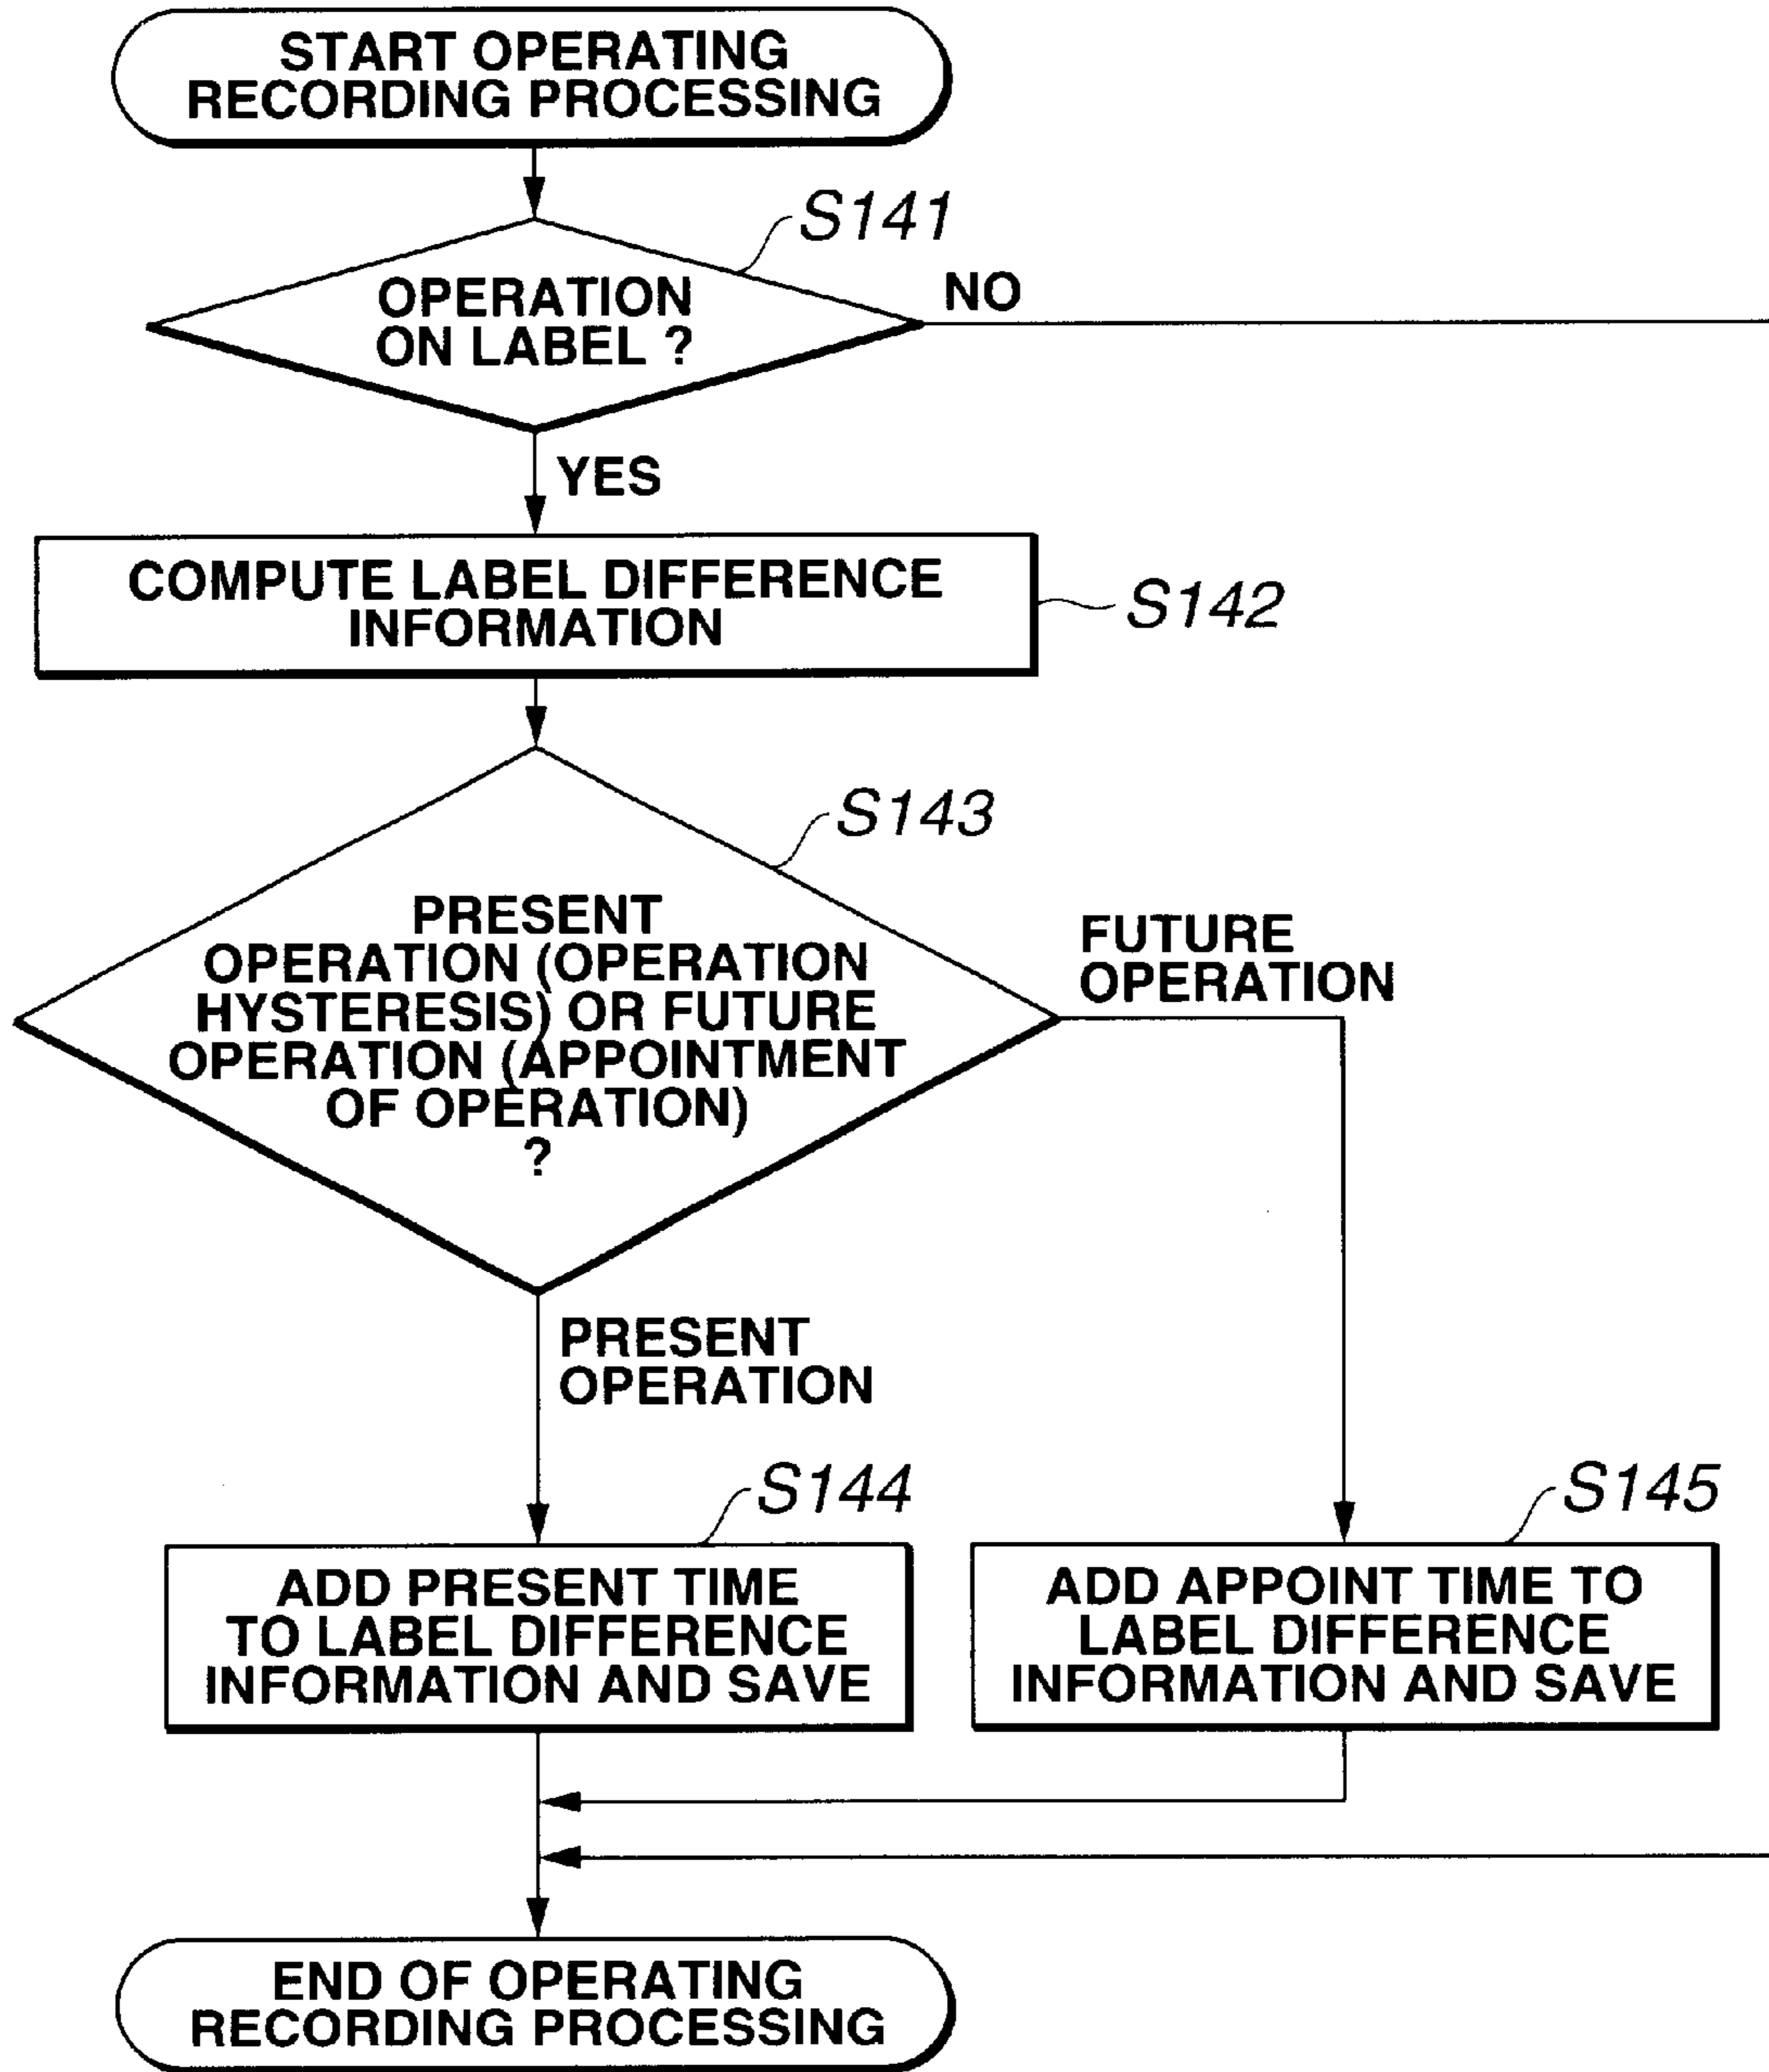 START OPERATING
RECORDING PROCESSING
S141
OPERATION
ON LABEL ?
NO
YES
COMPUTE LABEL DIFFERENCE
INFORMATION
S142
S143
PRESENT
OPERATION (OPERATION
HYSTERESIS) OR FUTURE
OPERATION (APPOINTMENT
OF OPERATION)
?
FUTURE
OPERATION
PRESENT
OPERATION
S144
ADD PRESENT TIME
TO LABEL DIFFERENCE
INFORMATION AND SAVE
S145
ADD APPOINT TIME TO
LABEL DIFFERENCE
INFORMATION AND SAVE
END OF OPERATING
RECORDING PROCESSING